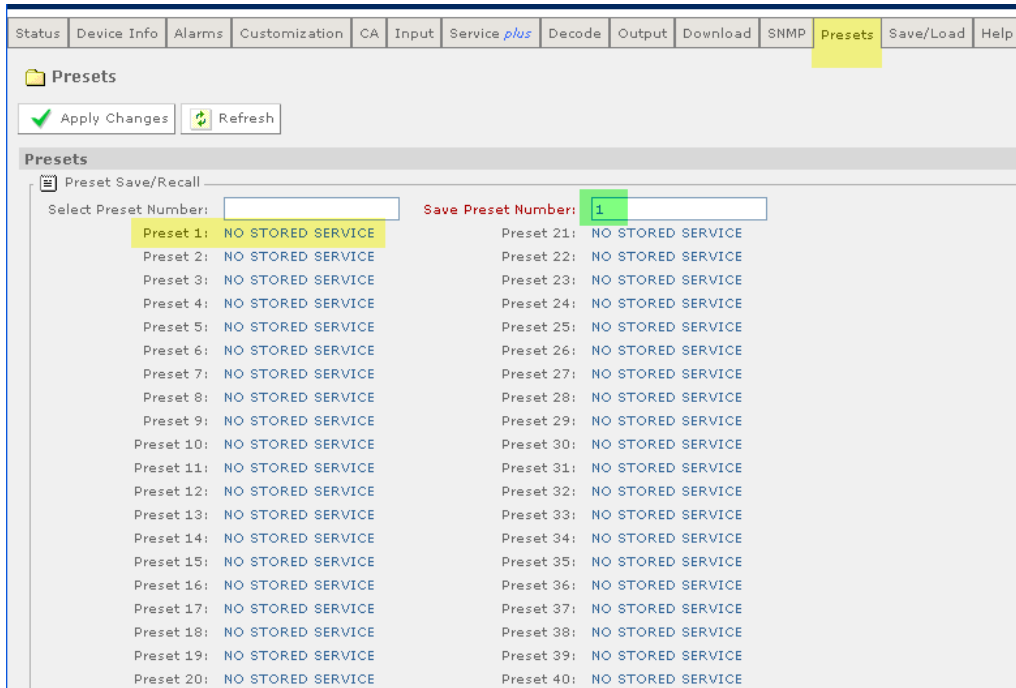 Status Device Info Alarms Customization CA Input Service plus Decode Output Download SNMP Presets Save/Load Help
Presets
Apply Changes Refresh
Presets
Preset Save/Recall
Select Preset Number: Save Preset Number: 1
Preset 1: NO STORED SERVICE Preset 21: NO STORED SERVICE
Preset 2: NO STORED SERVICE Preset 22: NO STORED SERVICE
Preset 3: NO STORED SERVICE Preset 23: NO STORED SERVICE
Preset 4: NO STORED SERVICE Preset 24: NO STORED SERVICE
Preset 5: NO STORED SERVICE Preset 25: NO STORED SERVICE
Preset 6: NO STORED SERVICE Preset 26: NO STORED SERVICE
Preset 7: NO STORED SERVICE Preset 27: NO STORED SERVICE
Preset 8: NO STORED SERVICE Preset 28: NO STORED SERVICE
Preset 9: NO STORED SERVICE Preset 29: NO STORED SERVICE
Preset 10: NO STORED SERVICE Preset 30: NO STORED SERVICE
Preset 11: NO STORED SERVICE Preset 31: NO STORED SERVICE
Preset 12: NO STORED SERVICE Preset 32: NO STORED SERVICE
Preset 13: NO STORED SERVICE Preset 33: NO STORED SERVICE
Preset 14: NO STORED SERVICE Preset 34: NO STORED SERVICE
Preset 15: NO STORED SERVICE Preset 35: NO STORED SERVICE
Preset 16: NO STORED SERVICE Preset 36: NO STORED SERVICE
Preset 17: NO STORED SERVICE Preset 37: NO STORED SERVICE
Preset 18: NO STORED SERVICE Preset 38: NO STORED SERVICE
Preset 19: NO STORED SERVICE Preset 39: NO STORED SERVICE
Preset 20: NO STORED SERVICE Preset 40: NO STORED SERVICE